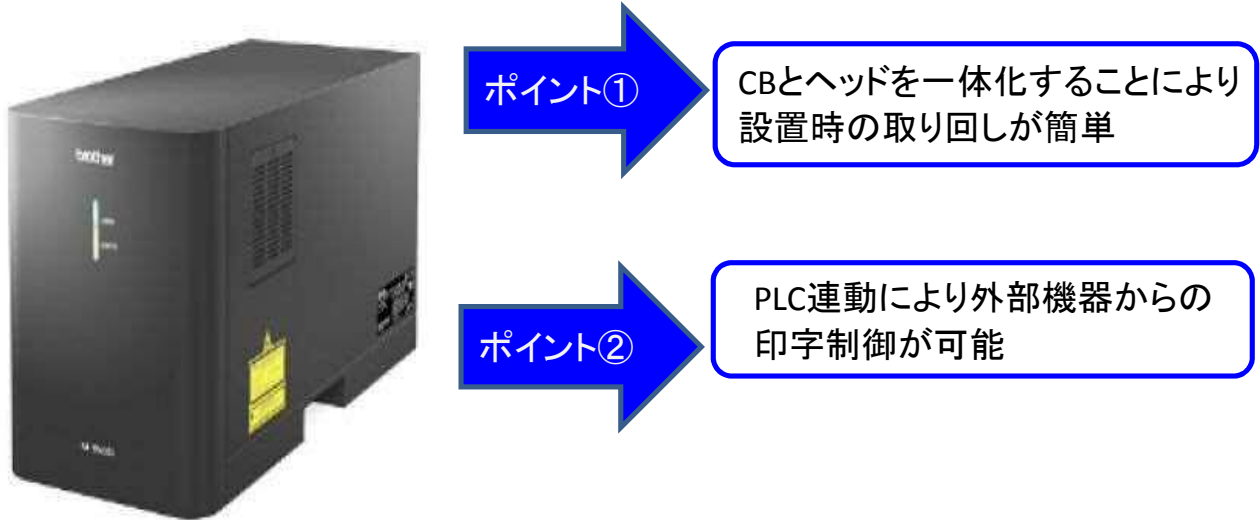 brother
ポイント①
CBとヘッドを一体化することにより
設置時の取り回しが簡単
ポイント②
PLC連動により外部機器からの
印字制御が可能